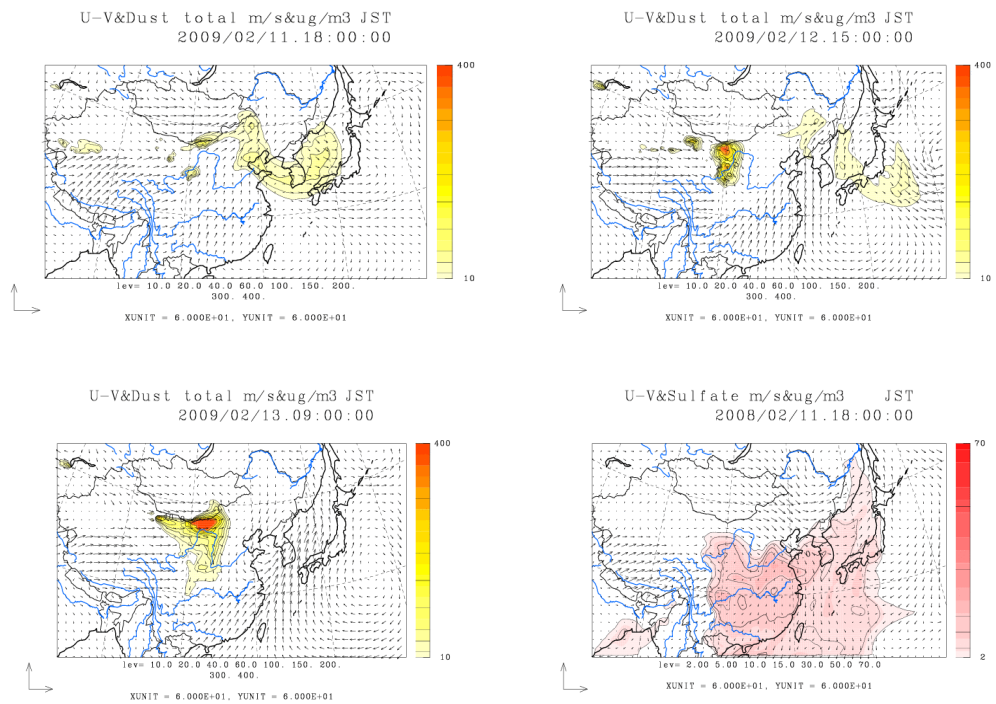 U-V&Dust total m/s&ug/m3 JST
2009/02/11.18:00:00
400
10
lev= 10.0 20.0 40.0 60.0 100. 150. 200.
300. 400.
XUNIT = 6.000E+01, YUNIT = 6.000E+01
U-V&Dust total m/s&ug/m3 JST
2009/02/12.15:00:00
400
10
lev= 10.0 20.0 40.0 60.0 100. 150. 200.
300. 400.
XUNIT = 6.000E+01, YUNIT = 6.000E+01
U-V&Dust total m/s&ug/m3 JST
2009/02/13.09:00:00
400
10
lev= 10.0 20.0 40.0 60.0 100. 150. 200.
300. 400.
XUNIT = 6.000E+01, YUNIT = 6.000E+01
U-V&Sulfate m/s&ug/m3 JST
2008/02/11.18:00:00
70
2
lev= 2.00 5.00 10.0 15.0 30.0 50.0 70.0
XUNIT = 6.000E+01, YUNIT = 6.000E+01